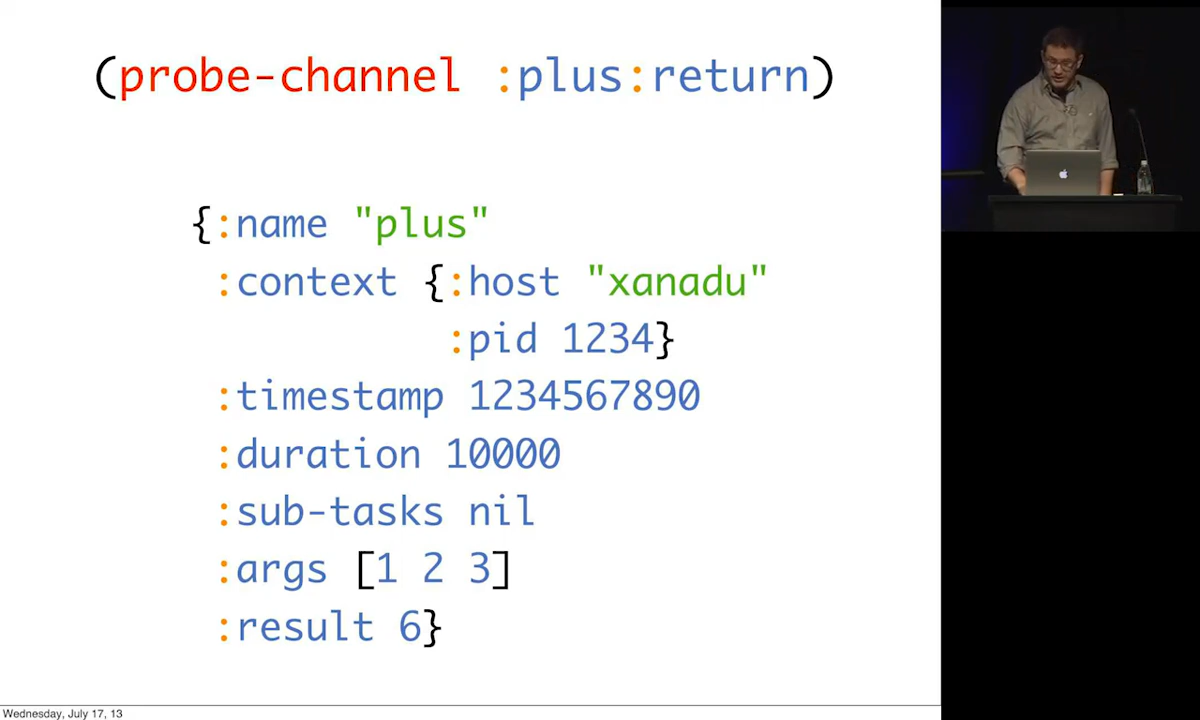 (probe-channel :plus:return)
{:name "plus"
:context {:host "xanadu"
:pid 1234}
:timestamp 1234567890
:duration 10000
:sub-tasks nil
:args [1 2 3]
:result 6}
Wednesday, July 17, 13